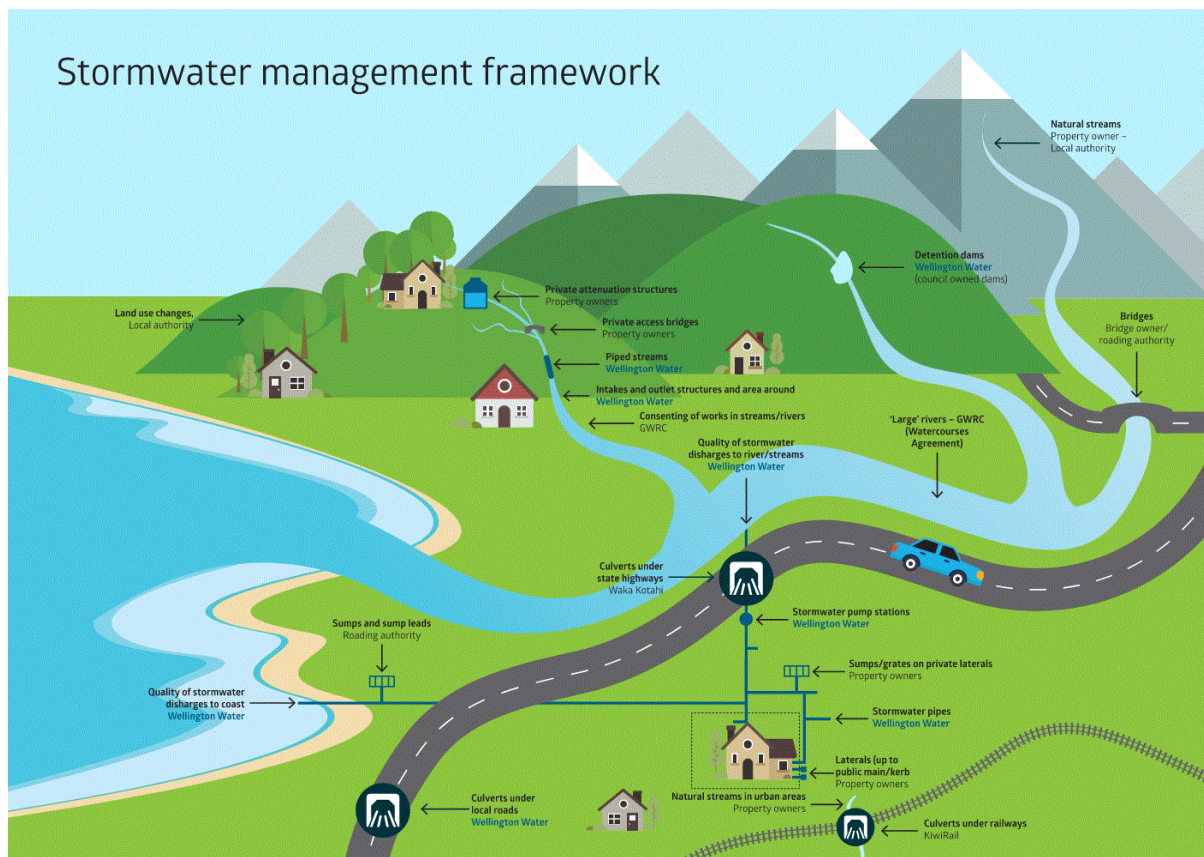 Stormwater management framework
Natural streams
Property owner –
Local authority
Detention dams
Wellington Water
(council owned dams)
Private attenuation structures
Property owners
Land use changes,
Local authority
Private access bridges
Property owners
Bridges
Bridge owner/
roading authority
Piped streams
Wellington Water
Intakes and outlet structures and area around
Wellington Water
Consenting of works in streams/rivers
GWRC
'Large' rivers – GWRC
(Watercourses
Agreement)
Quality of stormwater
disharges to river/streams
Wellington Water
Culverts under
state highways
Waka Kotahi
Stormwater pump stations
Wellington Water
Sumps and sump leads
Roading authority
Sumps/grates on private laterals
Property owners
Quality of stormwater
disharges to coast
Wellington Water
Stormwater pipes
Wellington Water
Laterals (up to
public main/kerb
Property owners
Natural streams in urban areas
Property owners
Culverts under
local roads
Wellington Water
Culverts under railways
KiwiRail